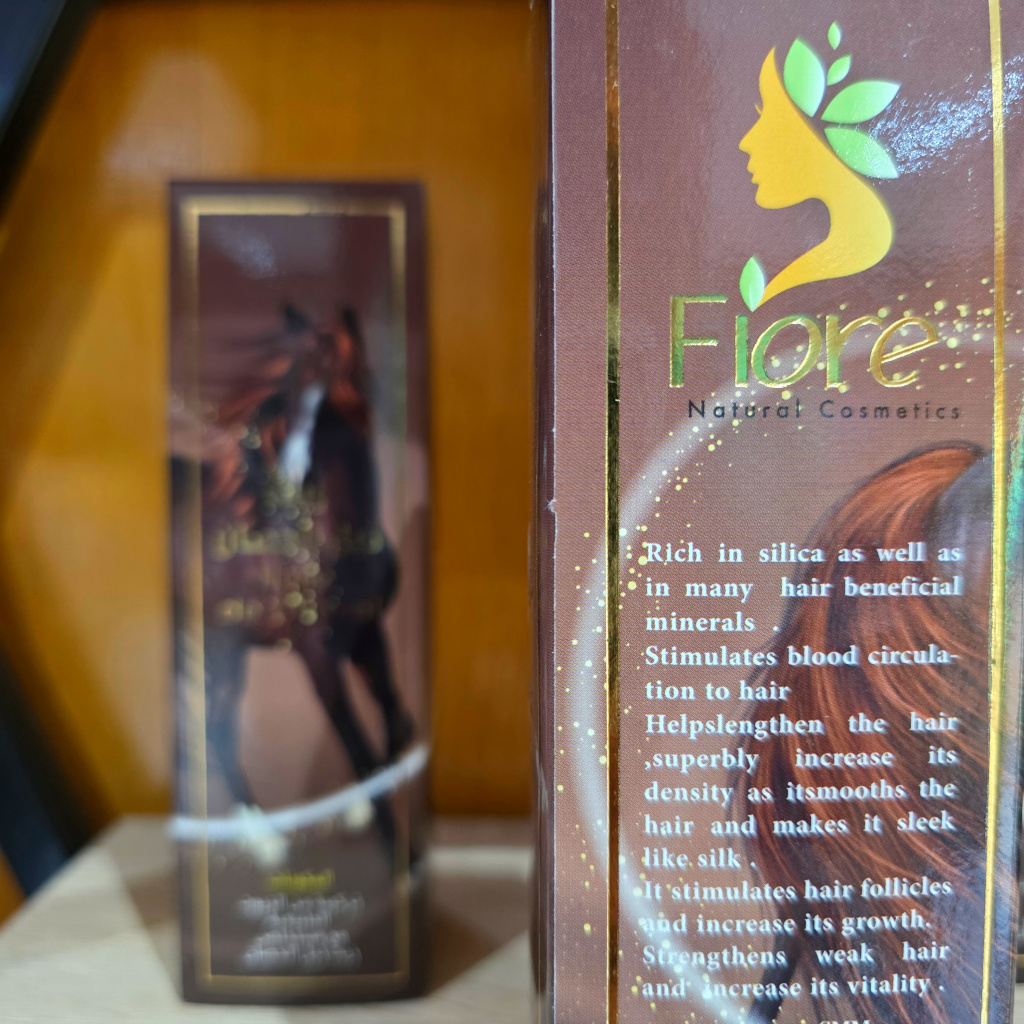 Fiore
Natural Cosmetics
Rich in silica as well as
in many hair beneficial
minerals .
Stimulates blood circula-
tion to hair
Helpslengthen the hair
,superbly increase its
density as itsmooths the
hair and makes it sleek
like silk .
It stimulates hair follicles
and increase its growth.
Strengthens weak hair
and increase its vitality .